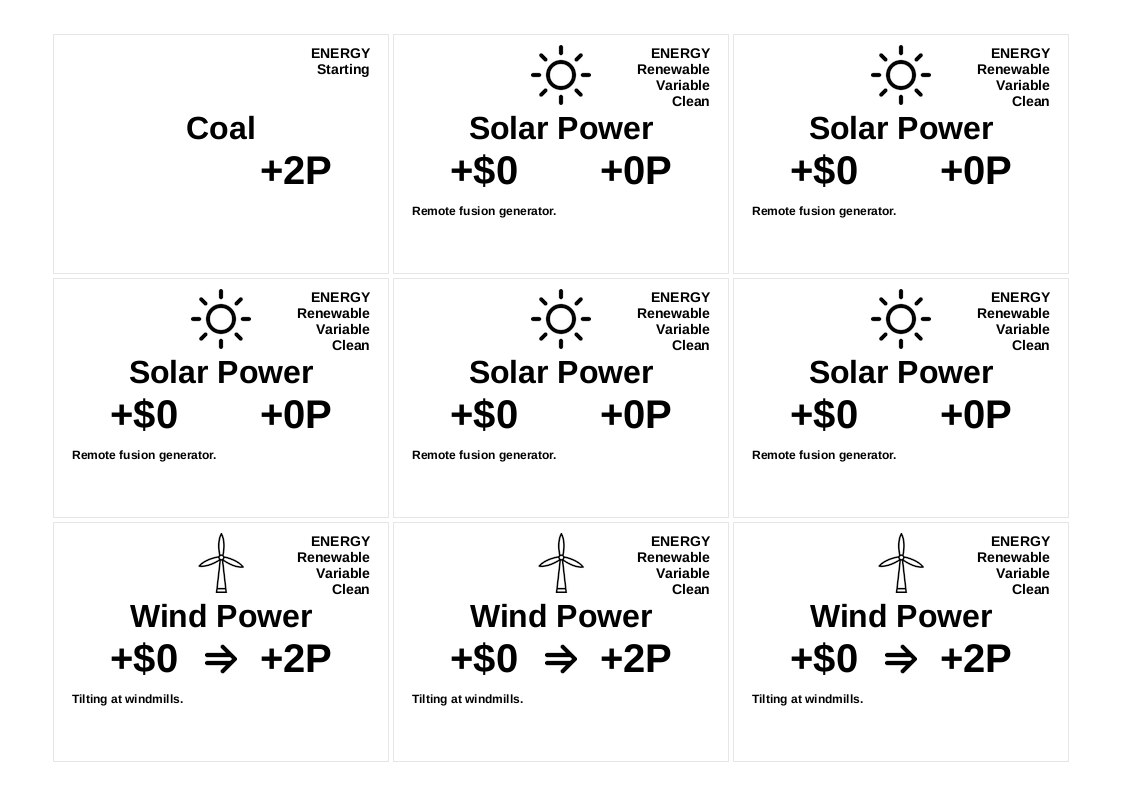 ENERGY
Starting
Coal
+2P
ENERGY
Renewable
Variable
Clean
Solar Power
+$0 +0P
Remote fusion generator.
ENERGY
Renewable
Variable
Clean
Solar Power
+$0 +0P
Remote fusion generator.
ENERGY
Renewable
Variable
Clean
Solar Power
+$0 +0P
Remote fusion generator.
ENERGY
Renewable
Variable
Clean
Solar Power
+$0 +0P
Remote fusion generator.
ENERGY
Renewable
Variable
Clean
Solar Power
+$0 +0P
Remote fusion generator.
ENERGY
Renewable
Variable
Clean
Wind Power
+$0 ⇒ +2P
Tilting at windmills.
ENERGY
Renewable
Variable
Clean
Wind Power
+$0 ⇒ +2P
Tilting at windmills.
ENERGY
Renewable
Variable
Clean
Wind Power
+$0 ⇒ +2P
Tilting at windmills.